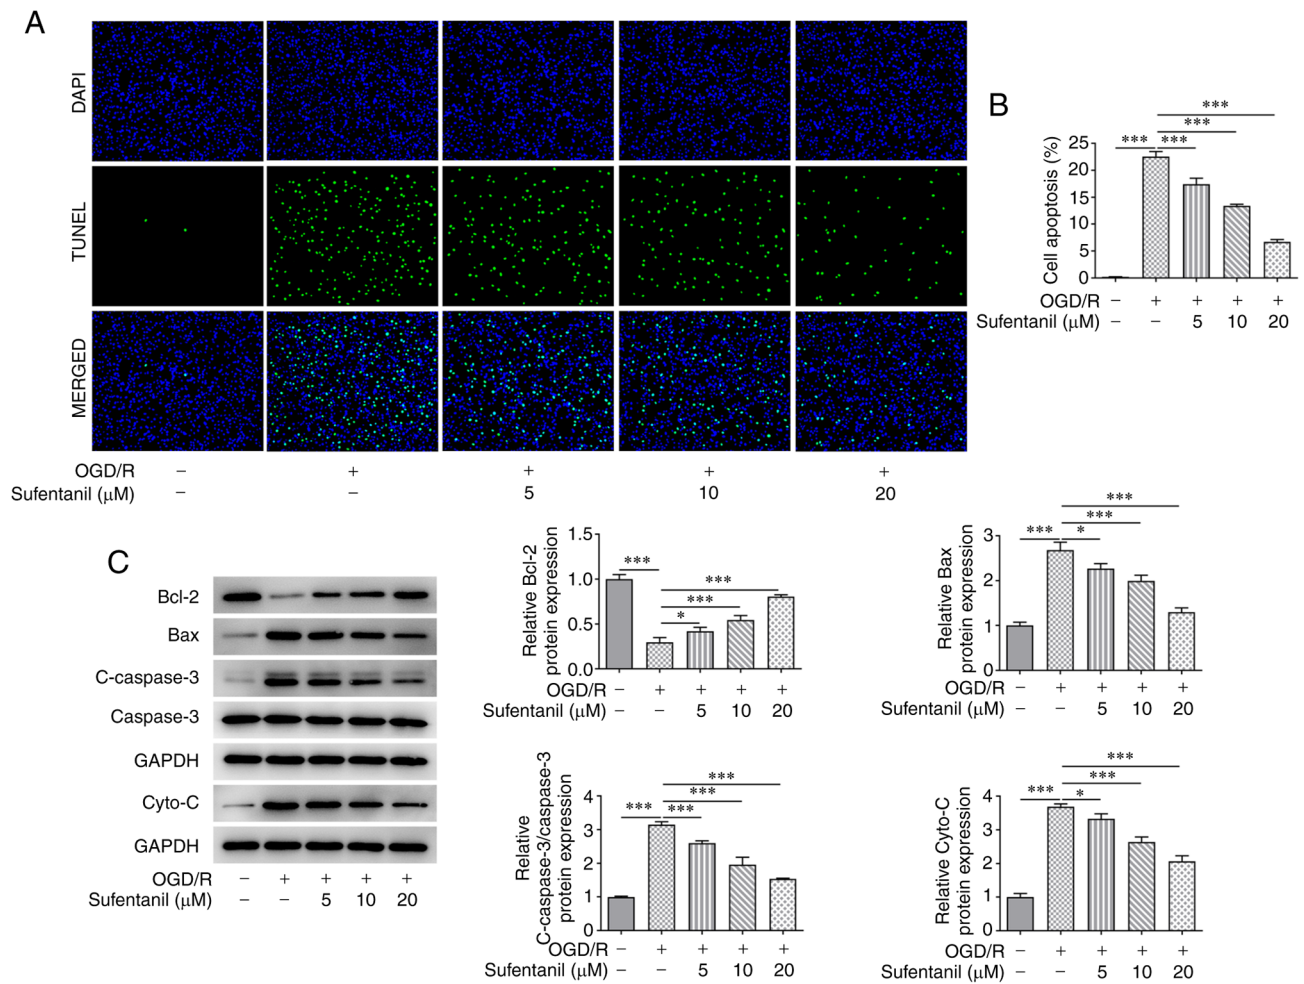 A
DAPI
TUNEL
MERGED
OGD/R − + + + +
Sufentanil (μM) − − 5 10 20
B
Cell apoptosis (%)
25
20
15
10
5
0
*** *** *** ***
OGD/R − + + + +
Sufentanil (μM) − − 5 10 20
C
Bcl-2
Bax
C-caspase-3
Caspase-3
GAPDH
Cyto-C
GAPDH
OGD/R − + + + +
Sufentanil (μM) − − 5 10 20
Relative Bcl-2
protein expression
1.5
1.0
0.5
0.0
*** * *** ***
OGD/R − + + + +
Sufentanil (μM) − − 5 10 20
Relative Bax
protein expression
3
2
1
0
*** * *** ***
OGD/R − + + + +
Sufentanil (μM) − − 5 10 20
Relative
C-caspase-3/caspase-3
protein expression
4
3
2
1
0
*** *** *** ***
OGD/R − + + + +
Sufentanil (μM) − − 5 10 20
Relative Cyto-C
protein expression
4
3
2
1
0
*** * *** ***
OGD/R − + + + +
Sufentanil (μM) − − 5 10 20